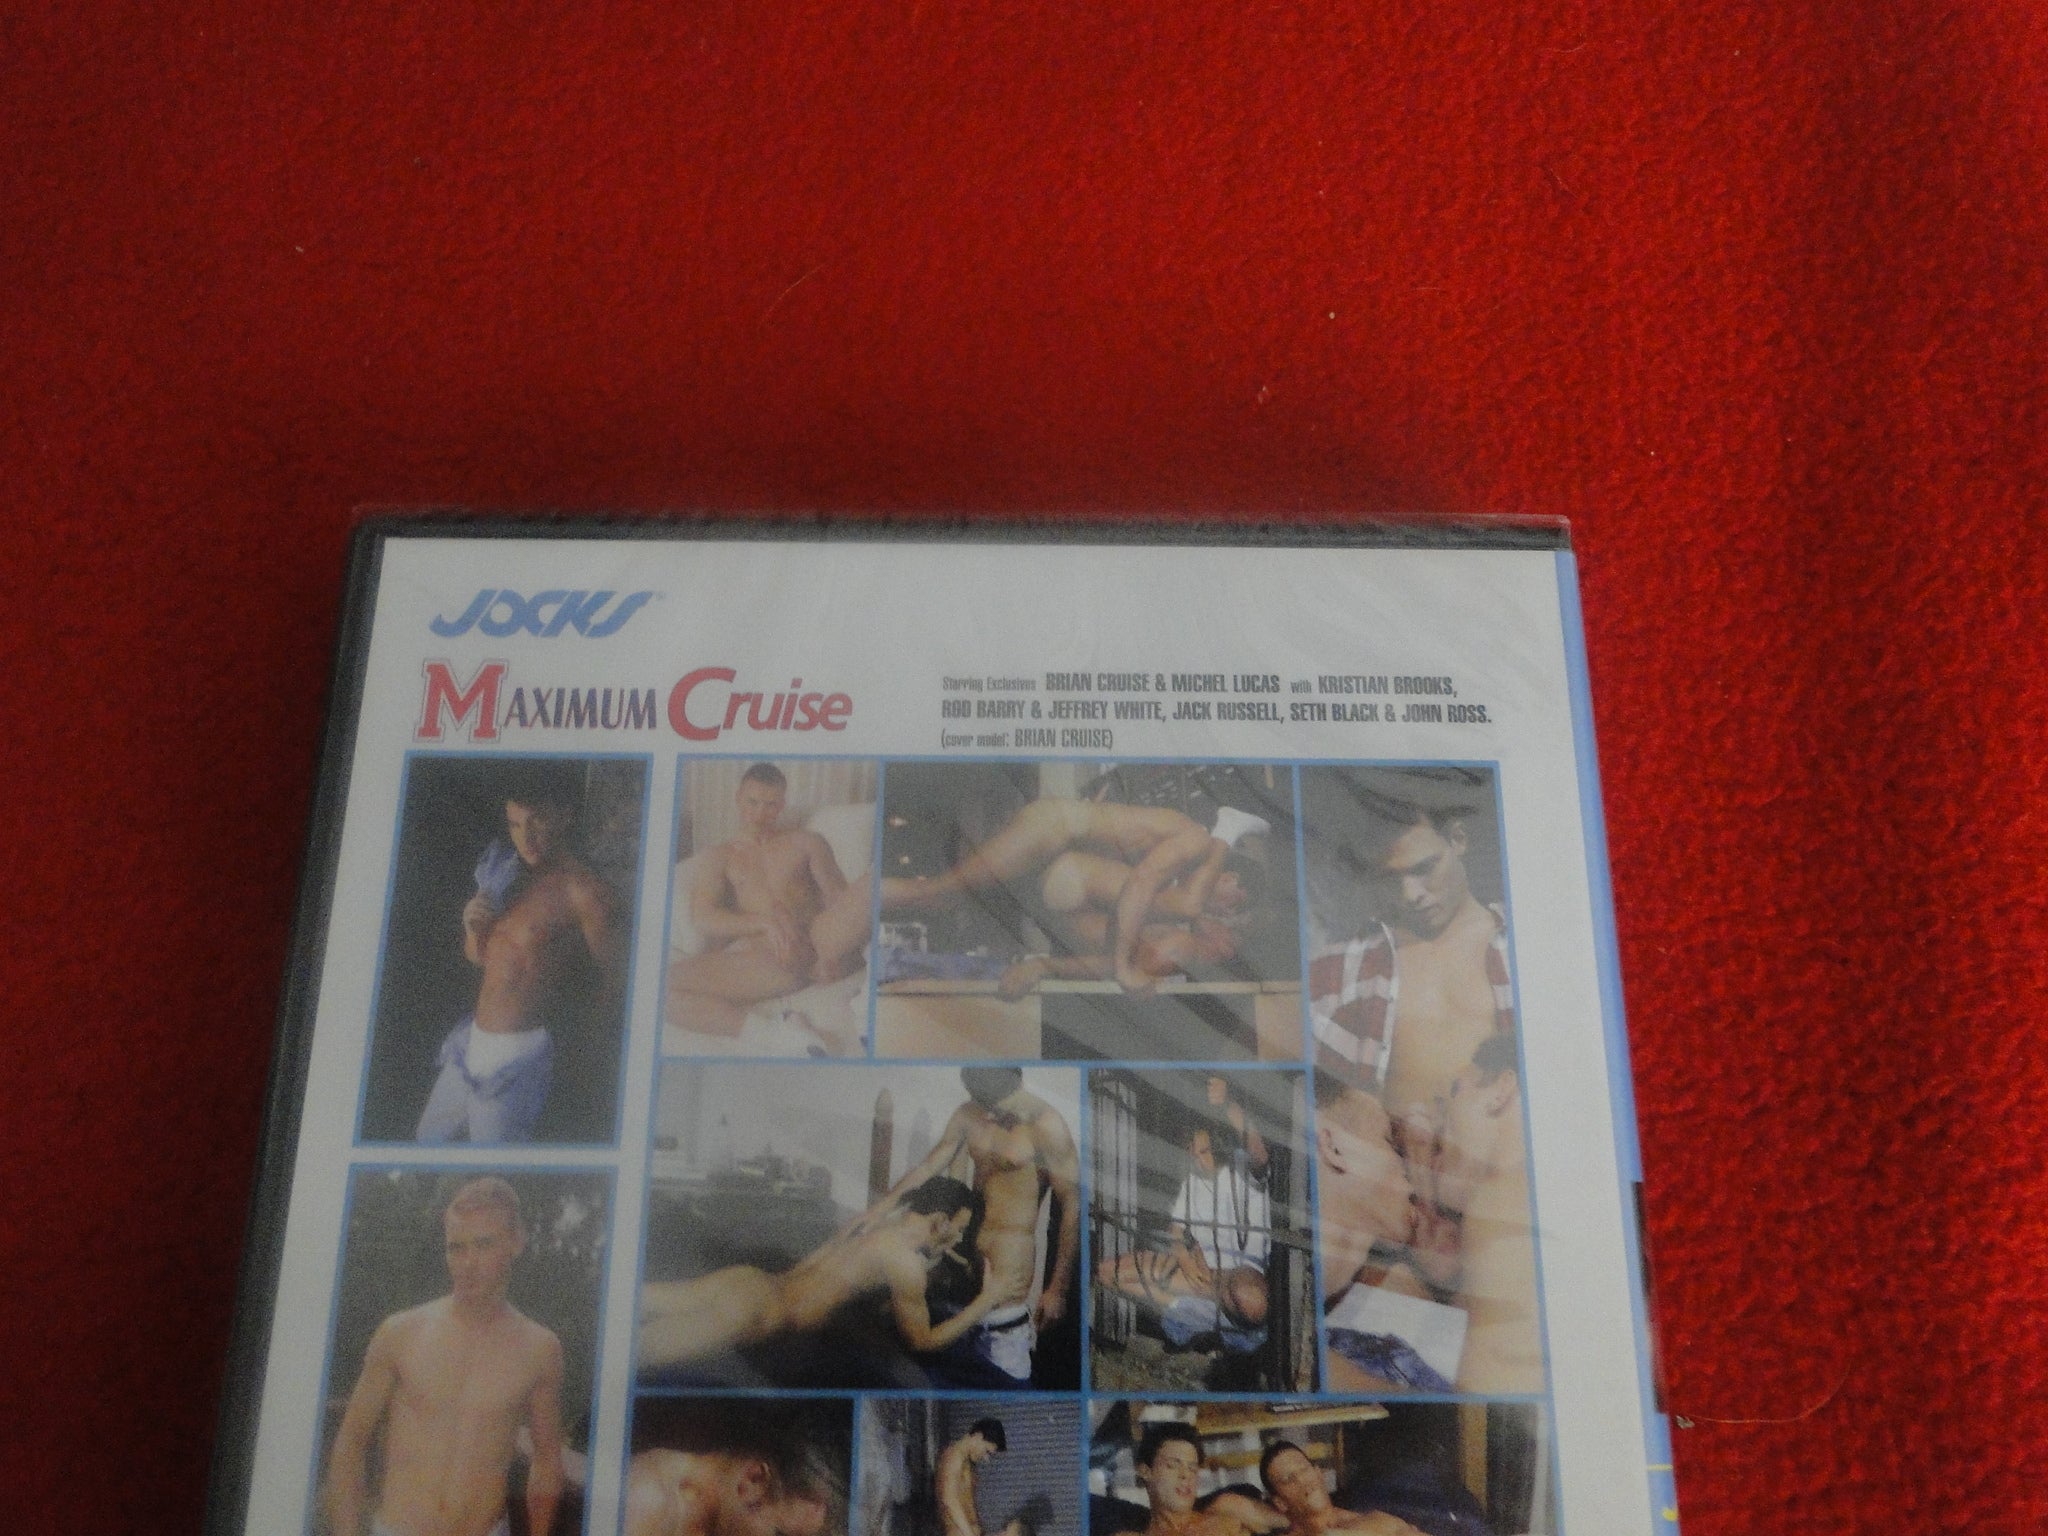 JOCKS
MAXIMUM CRUISE
Starring Exclusives BRIAN CRUISE & MICHEL LUCAS with KRISTIAN BROOKS,
ROD BARRY & JEFFREY WHITE, JACK RUSSELL, SETH BLACK & JOHN ROSS.
(cover model: BRIAN CRUISE)